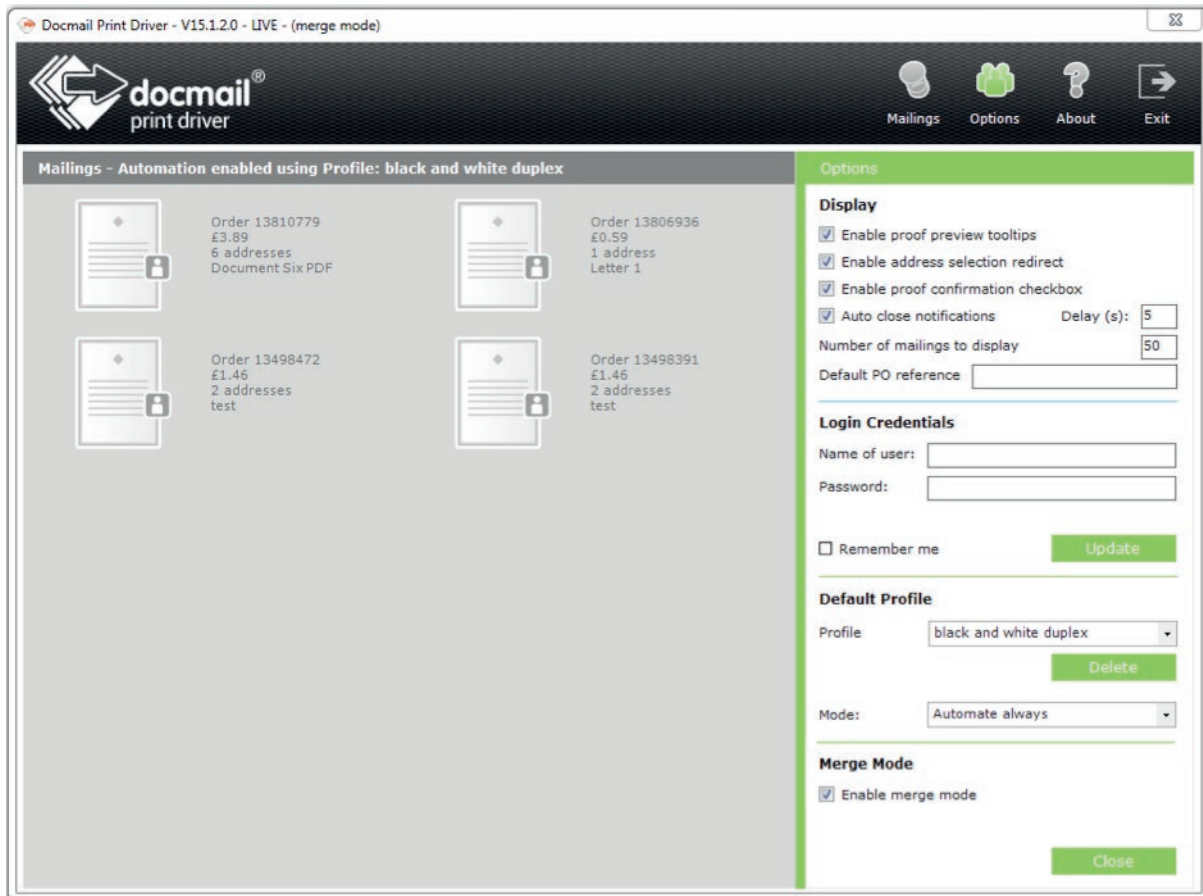 Docmail Print Driver - V15.1.2.0 - LIVE - (merge mode)
docmail®
print driver
Mailings
Options
About
Exit
Mailings - Automation enabled using Profile: black and white duplex
Order 13810779
£3.89
6 addresses
Document Six PDF
Order 13806936
£0.59
1 address
Letter 1
Order 13498472
£1.46
2 addresses
test
Order 13498391
£1.46
2 addresses
test
Options
Display
Enable proof preview tooltips
Enable address selection redirect
Enable proof confirmation checkbox
Auto close notifications Delay (s): 5
Number of mailings to display 50
Default PO reference
Login Credentials
Name of user:
Password:
Remember me Update
Default Profile
Profile black and white duplex
Delete
Mode: Automate always
Merge Mode
Enable merge mode
Close